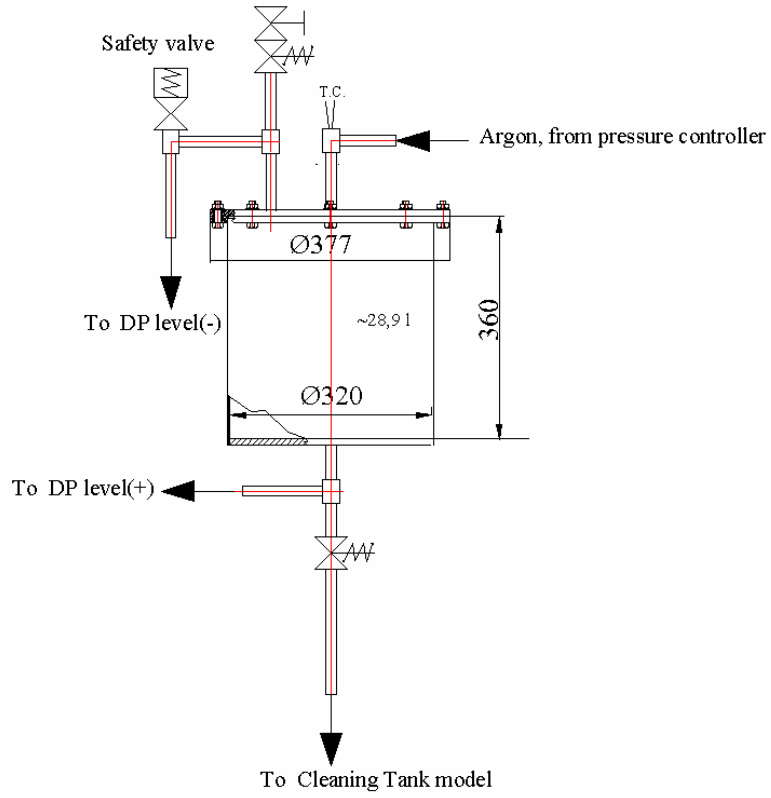 Safety valve
T.C.
Argon, from pressure controller
Ø377
To DP level(-)
~28,9 l
360
Ø320
To DP level(+)
To Cleaning Tank model